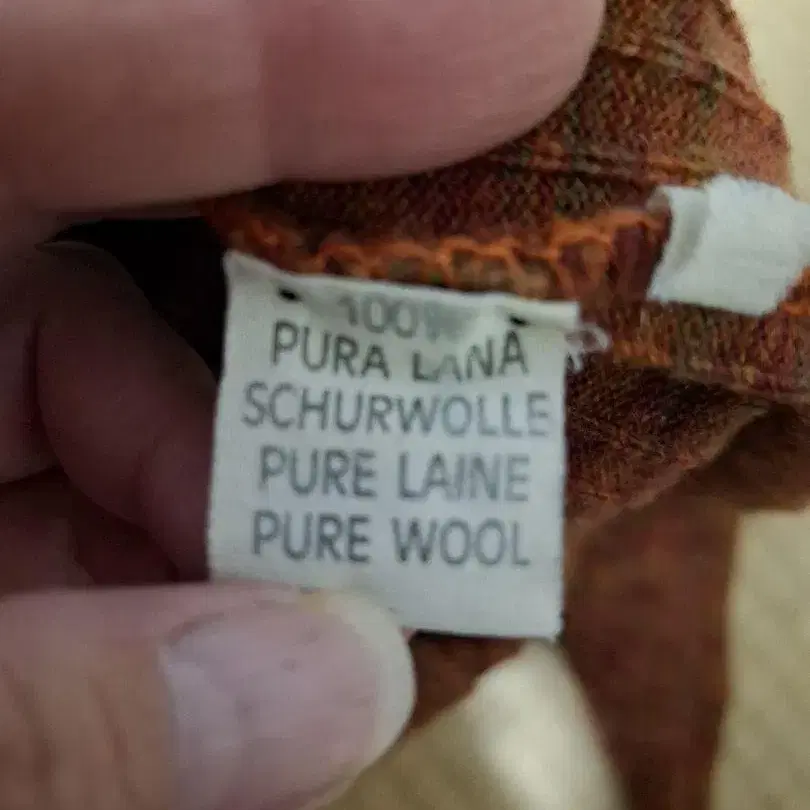 100%
PURA LANA
SCHURWOLLE
PURE LAINE
PURE WOOL